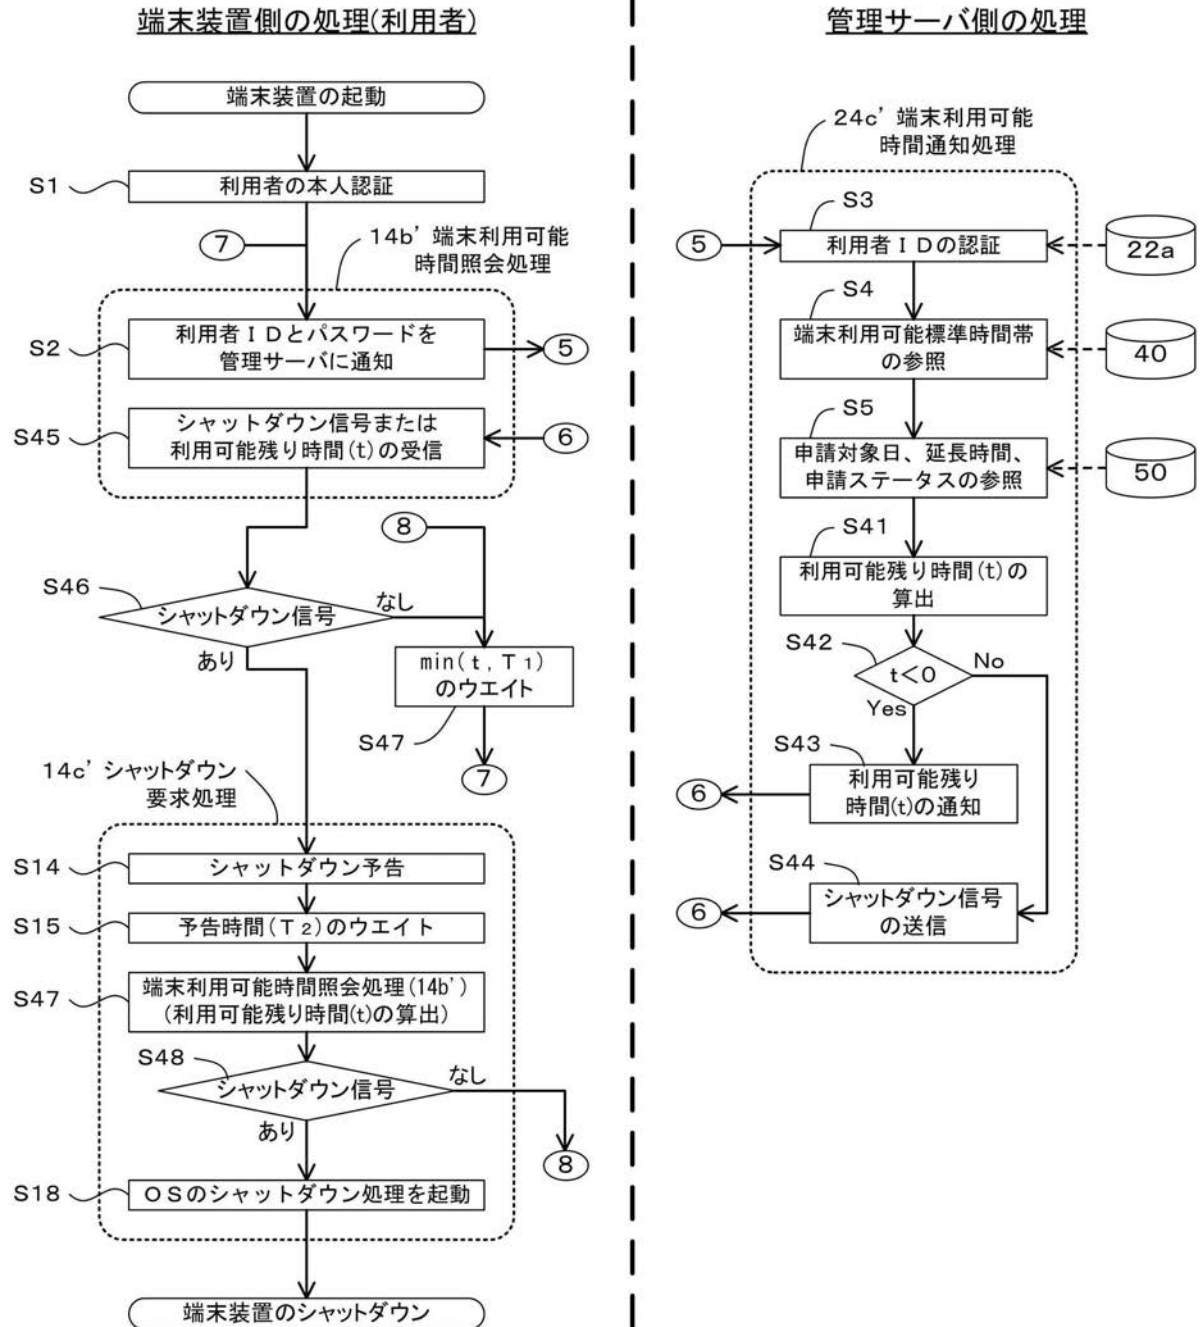 端末装置側の処理(利用者)
端末装置の起動
S1
利用者の本人認証
⑦
14b' 端末利用可能
時間照会処理
S2
利用者IDとパスワードを
管理サーバに通知
⑤
S45
シャットダウン信号または
利用可能残り時間(t)の受信
⑥
⑧
S46
シャットダウン信号
なし
あり
min(t, T1)
のウエイト
S47
⑦
14c' シャットダウン
要求処理
S14
シャットダウン予告
S15
予告時間(T2)のウエイト
S47
端末利用可能時間照会処理(14b')
(利用可能残り時間(t)の算出)
S48
シャットダウン信号
なし
あり
⑧
S18
OSのシャットダウン処理を起動
端末装置のシャットダウン
管理サーバ側の処理
24c' 端末利用可能
時間通知処理
S3
⑤
利用者IDの認証
22a
S4
端末利用可能標準時間帯
の参照
40
S5
申請対象日、延長時間、
申請ステータスの参照
50
S41
利用可能残り時間(t)の
算出
S42
t<0
No
Yes
S43
利用可能残り
時間(t)の通知
⑥
S44
シャットダウン信号
の送信
⑥